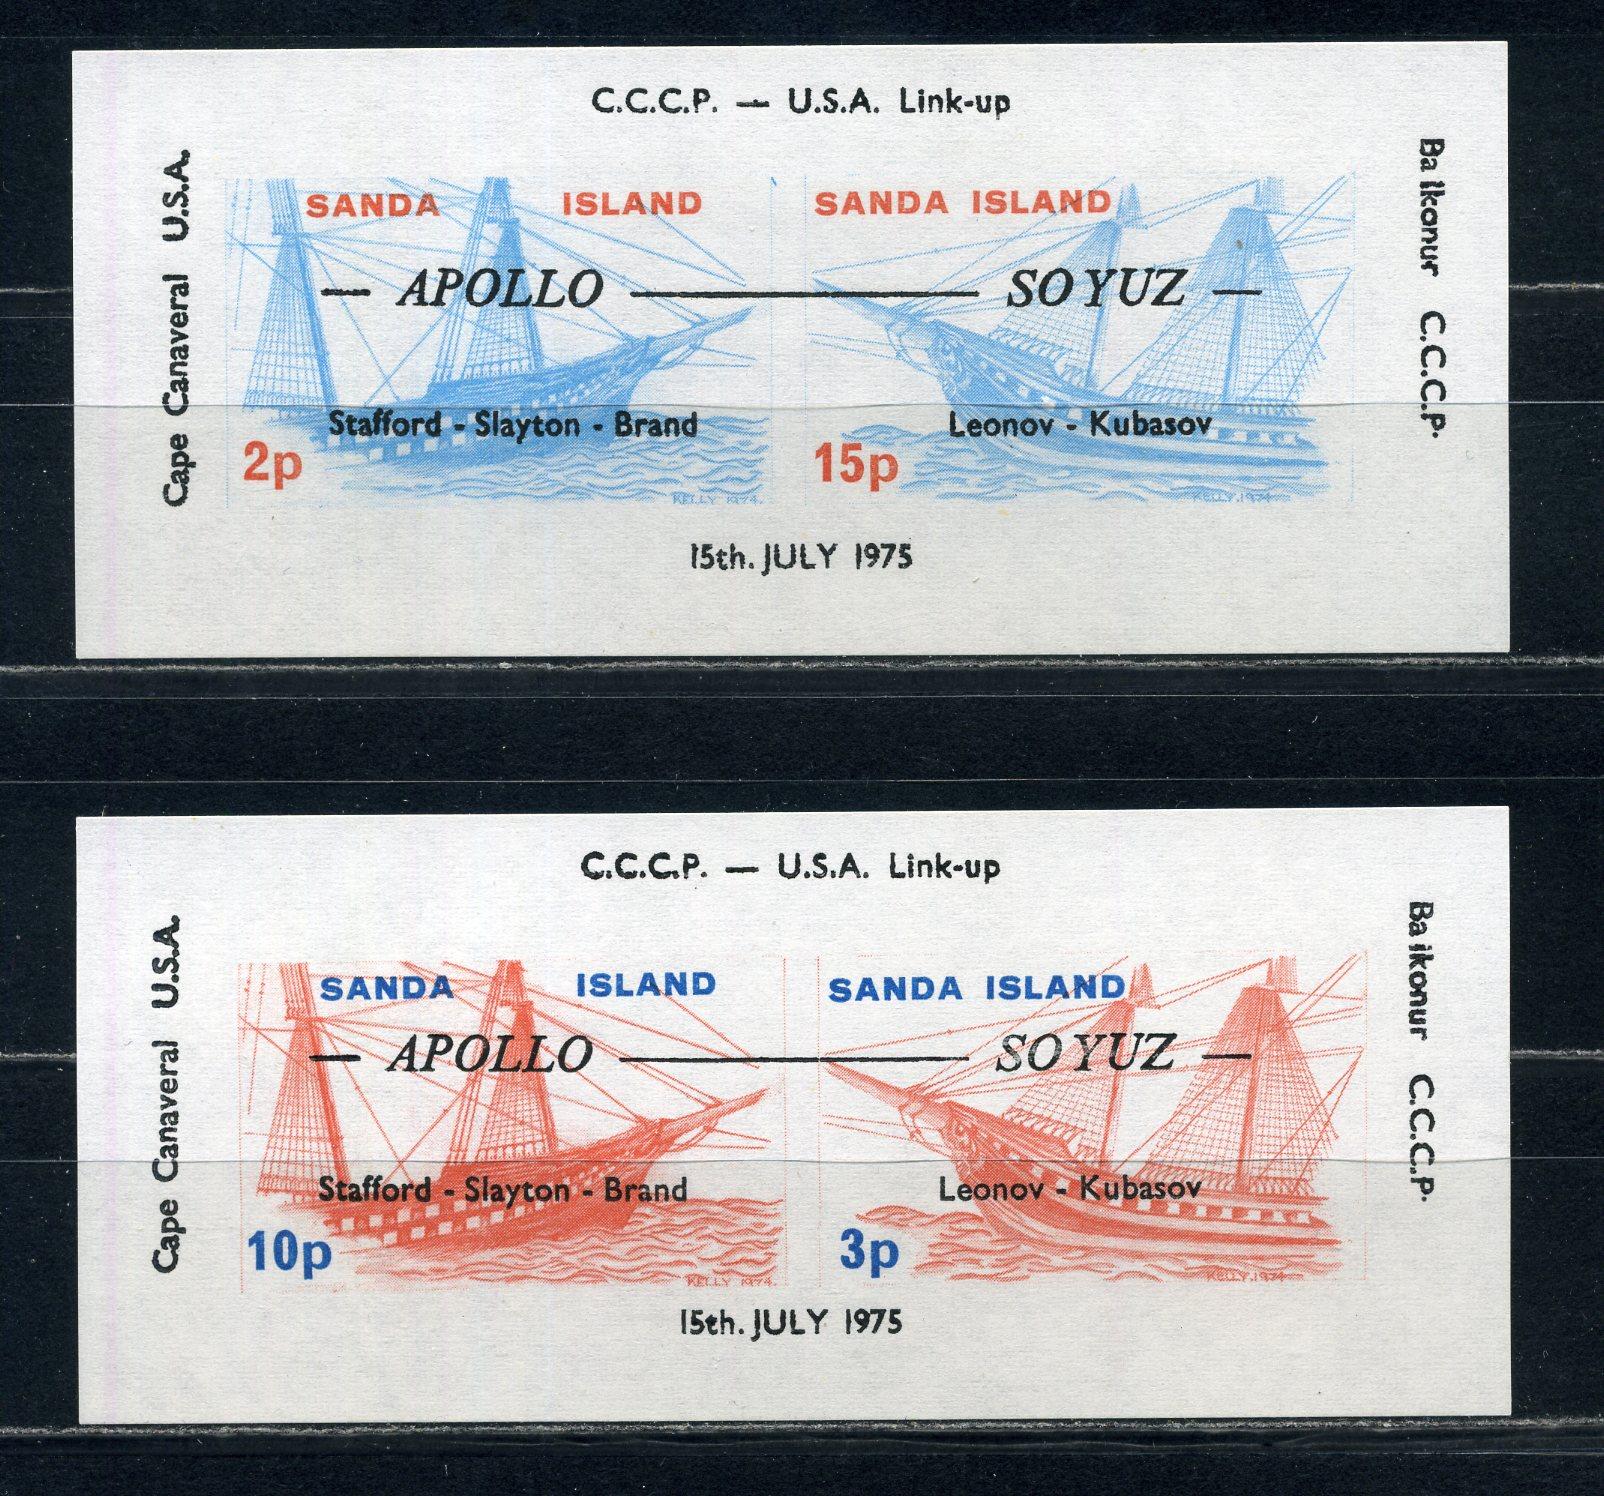 C.C.C.P. — U.S.A. Link-up
Cape Canaveral U.S.A.
SANDA ISLAND
SANDA ISLAND
Baikonur C.C.C.P.
— APOLLO — SOYUZ —
Stafford - Slayton - Brand
Leonov - Kubasov
2p
15p
KELLY 1974.
KELLY.1974
15th. JULY 1975
C.C.C.P. — U.S.A. Link-up
Cape Canaveral U.S.A.
SANDA ISLAND
SANDA ISLAND
Baikonur C.C.C.P.
— APOLLO — SOYUZ —
Stafford - Slayton - Brand
Leonov - Kubasov
10p
3p
KELLY 1974.
KELLY.1974
15th. JULY 1975